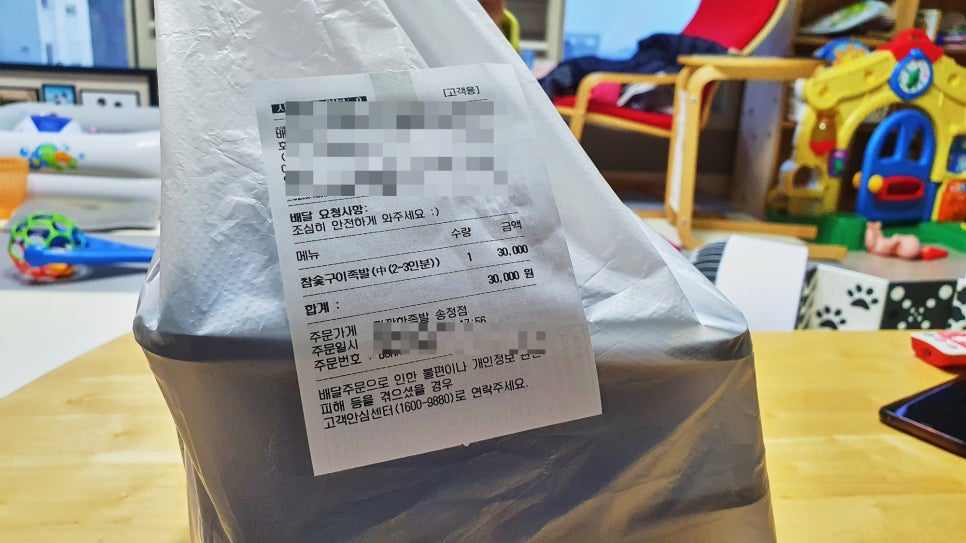 [고객용]
배달 요청사항:
조심히 안전하게 와주세요 :)
메뉴 수량 금액
참숯구이족발(中(2~3인분)) 1 30,000
합계 : 30,000 원
주문가게 송정점
주문일시 17:56
주문번호 :
배달주문으로 인한 불편이나 개인정보
피해 등을 겪으셨을 경우
고객안심센터(1600-9880)로 연락주세요.